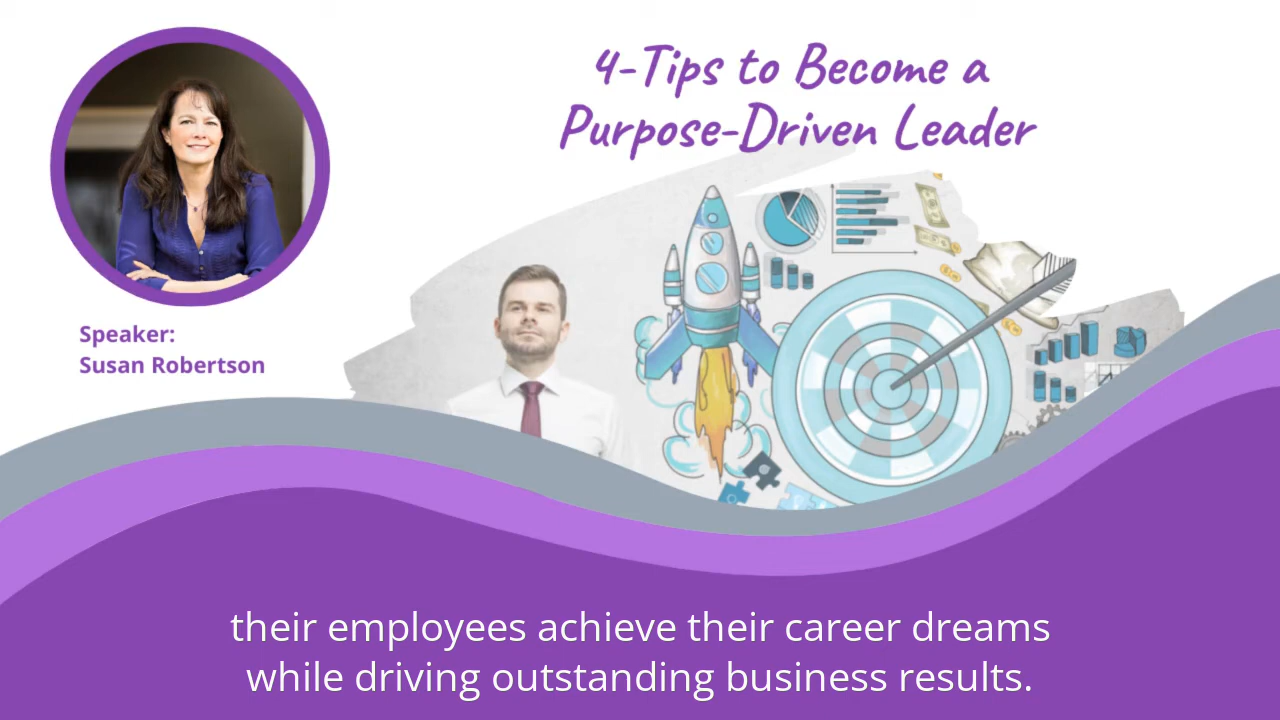 4-Tips to Become a
Purpose-Driven Leader
Speaker:
Susan Robertson
their employees achieve their career dreams
while driving outstanding business results.